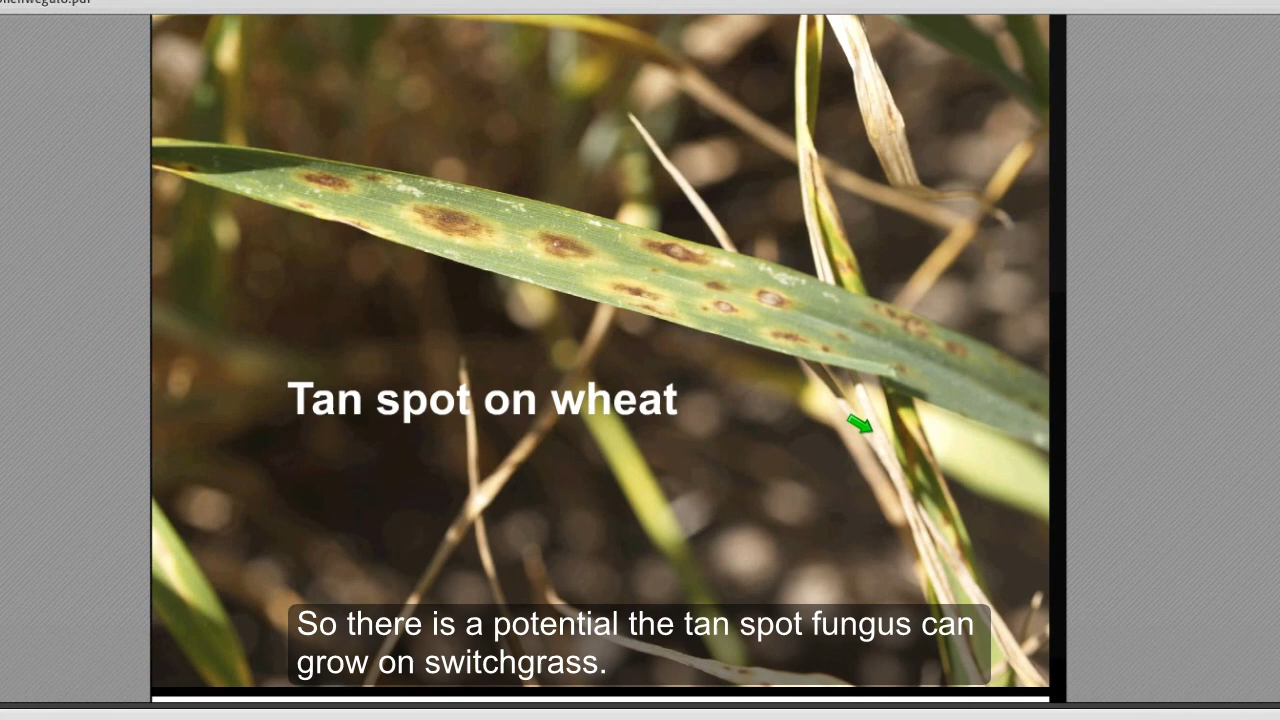 Tan spot on wheat
So there is a potential the tan spot fungus can
grow on switchgrass.